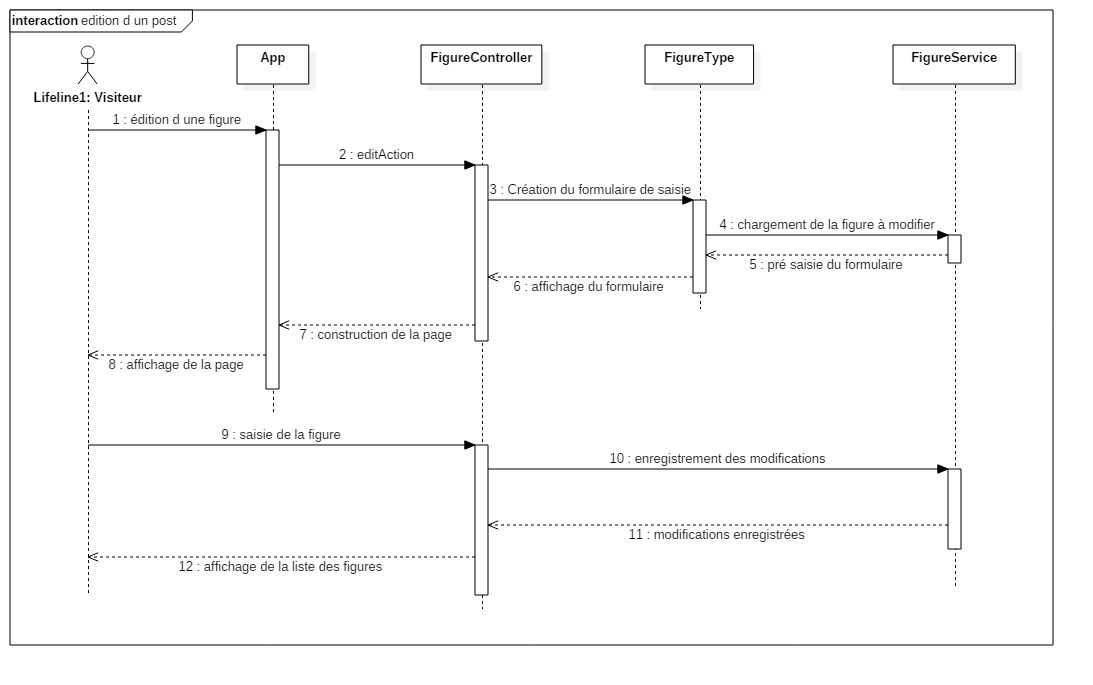 interaction edition d un post
App
FigureController
FigureType
FigureService
Lifeline1: Visiteur
1 : édition d une figure
2 : editAction
3 : Création du formulaire de saisie
4 : chargement de la figure à modifier
5 : pré saisie du formulaire
6 : affichage du formulaire
7 : construction de la page
8 : affichage de la page
9 : saisie de la figure
10 : enregistrement des modifications
11 : modifications enregistrées
12 : affichage de la liste des figures